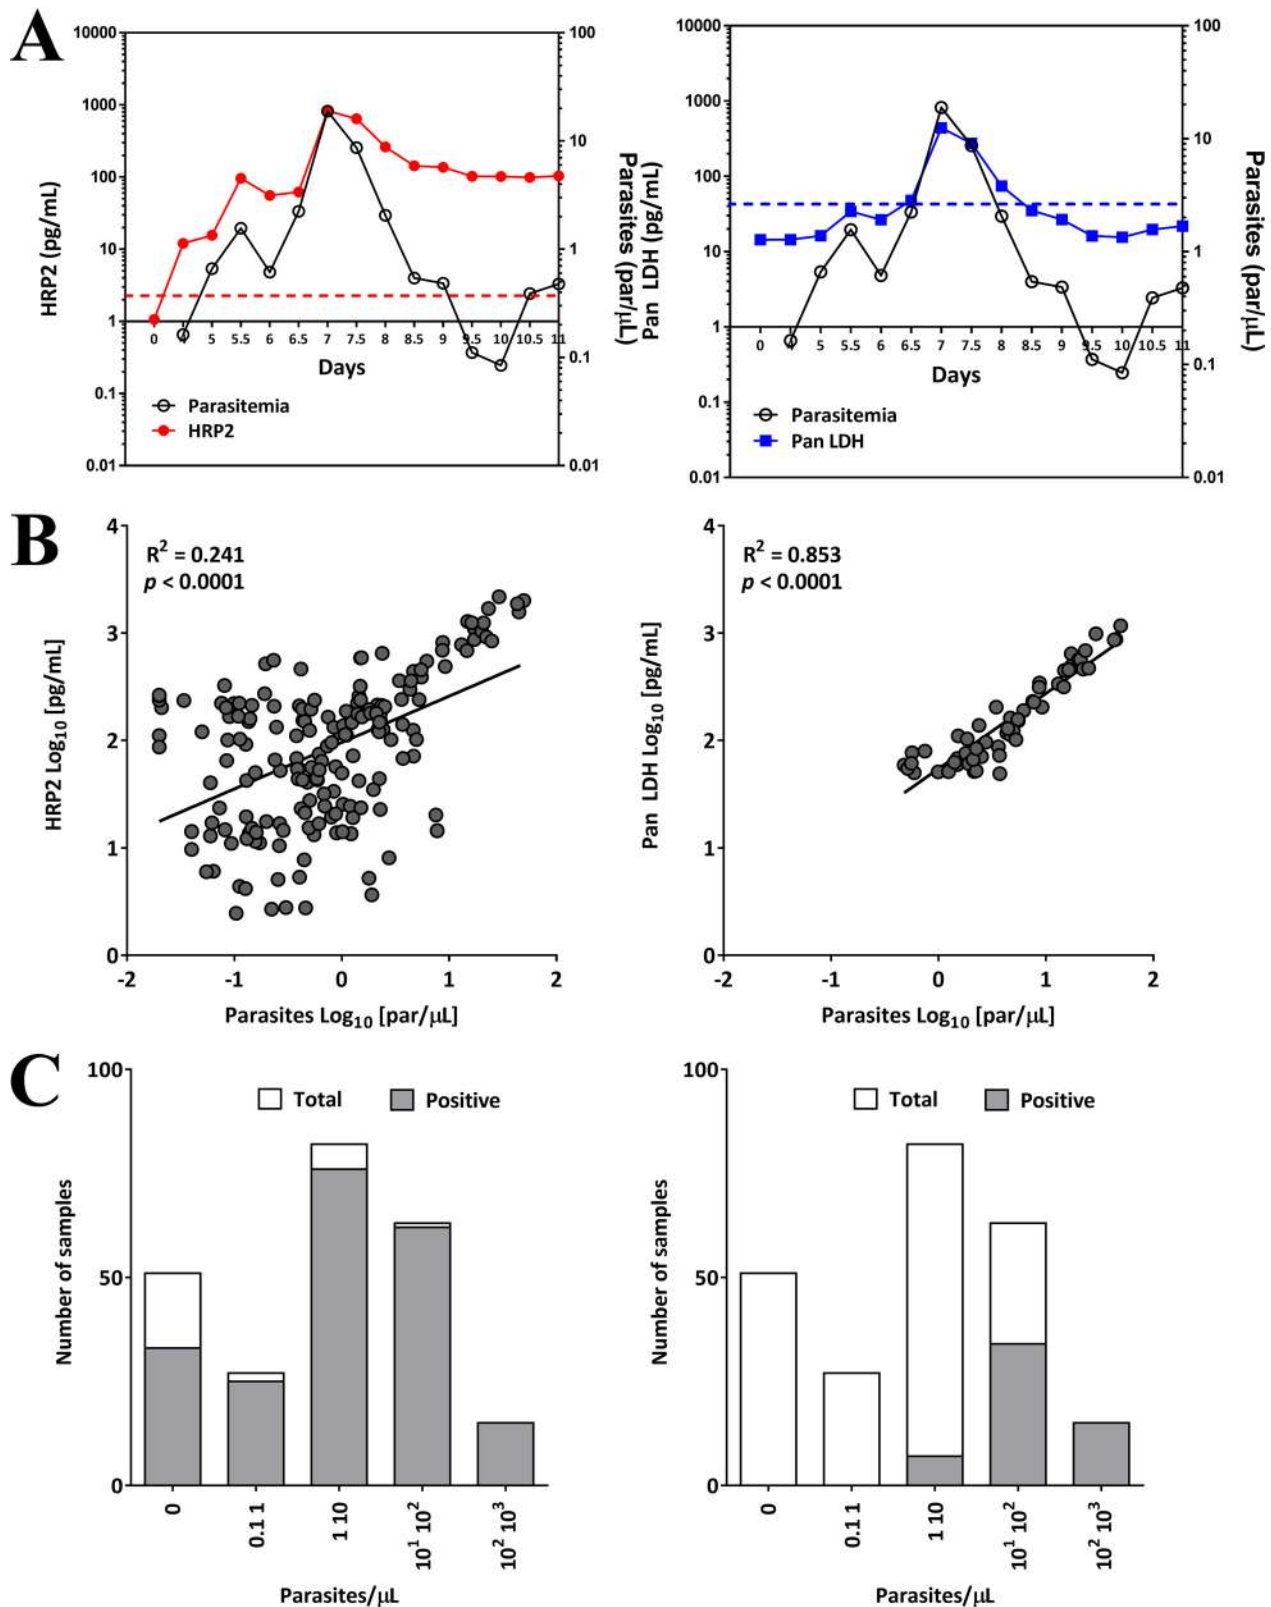 A
10000
1000
100
10
1
0.1
0.01
HRP2 (pg/mL)
0 4 5 5.5 6 6.5 7 7.5 8 8.5 9 9.5 10 10.5 11
Days
Parasitemia
HRP2
100
10
1
0.1
0.01
Parasites (par/μL)
10000
1000
100
10
1
0.1
0.01
Pan LDH (pg/mL)
0 4 5 5.5 6 6.5 7 7.5 8 8.5 9 9.5 10 10.5 11
Days
Parasitemia
Pan LDH
100
10
1
0.1
0.01
Parasites (par/μL)
B
R² = 0.241
p < 0.0001
4
3
2
1
0
HRP2 Log₁₀ [pg/mL]
-2 -1 0 1 2
Parasites Log₁₀ [par/μL]
R² = 0.853
p < 0.0001
4
3
2
1
0
Pan LDH Log₁₀ [pg/mL]
-2 -1 0 1 2
Parasites Log₁₀ [par/μL]
C
Total Positive
100
50
0
Number of samples
0
0.1 1
1 10
10¹ 10²
10² 10³
Parasites/μL
Total Positive
100
50
0
Number of samples
0
0.1 1
1 10
10¹ 10²
10² 10³
Parasites/μL